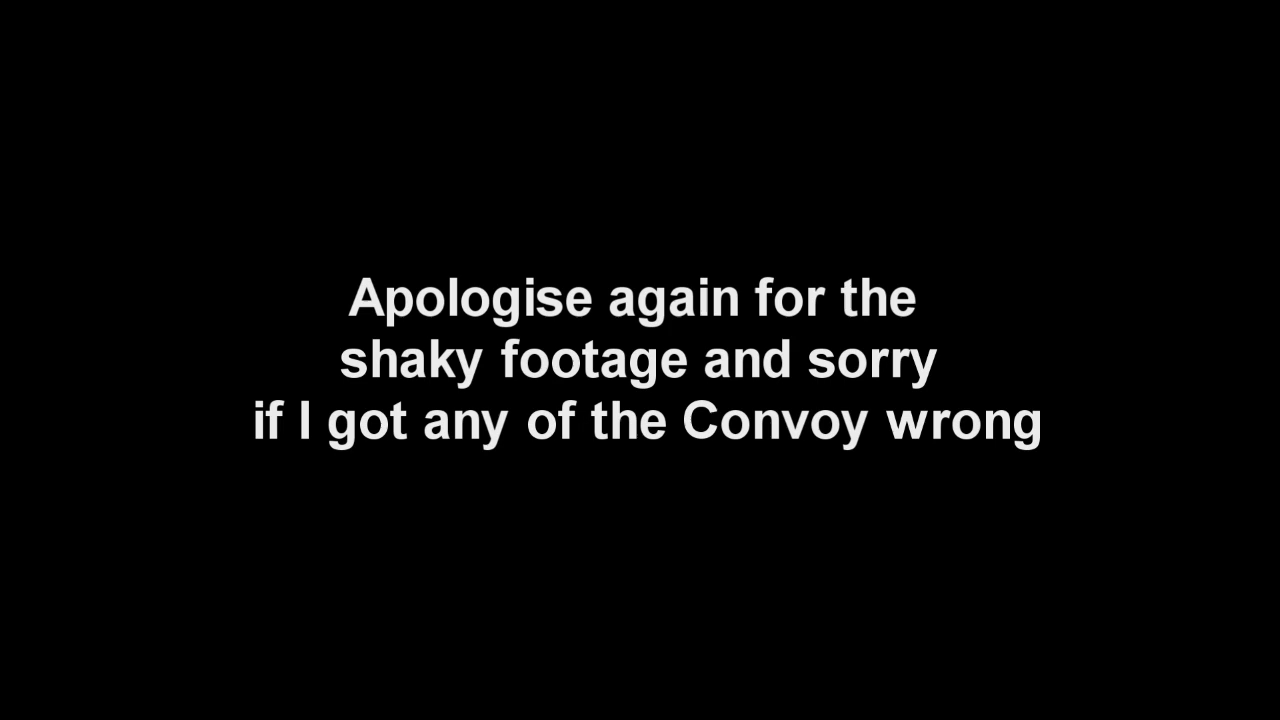 Apologise again for the
shaky footage and sorry
if I got any of the Convoy wrong